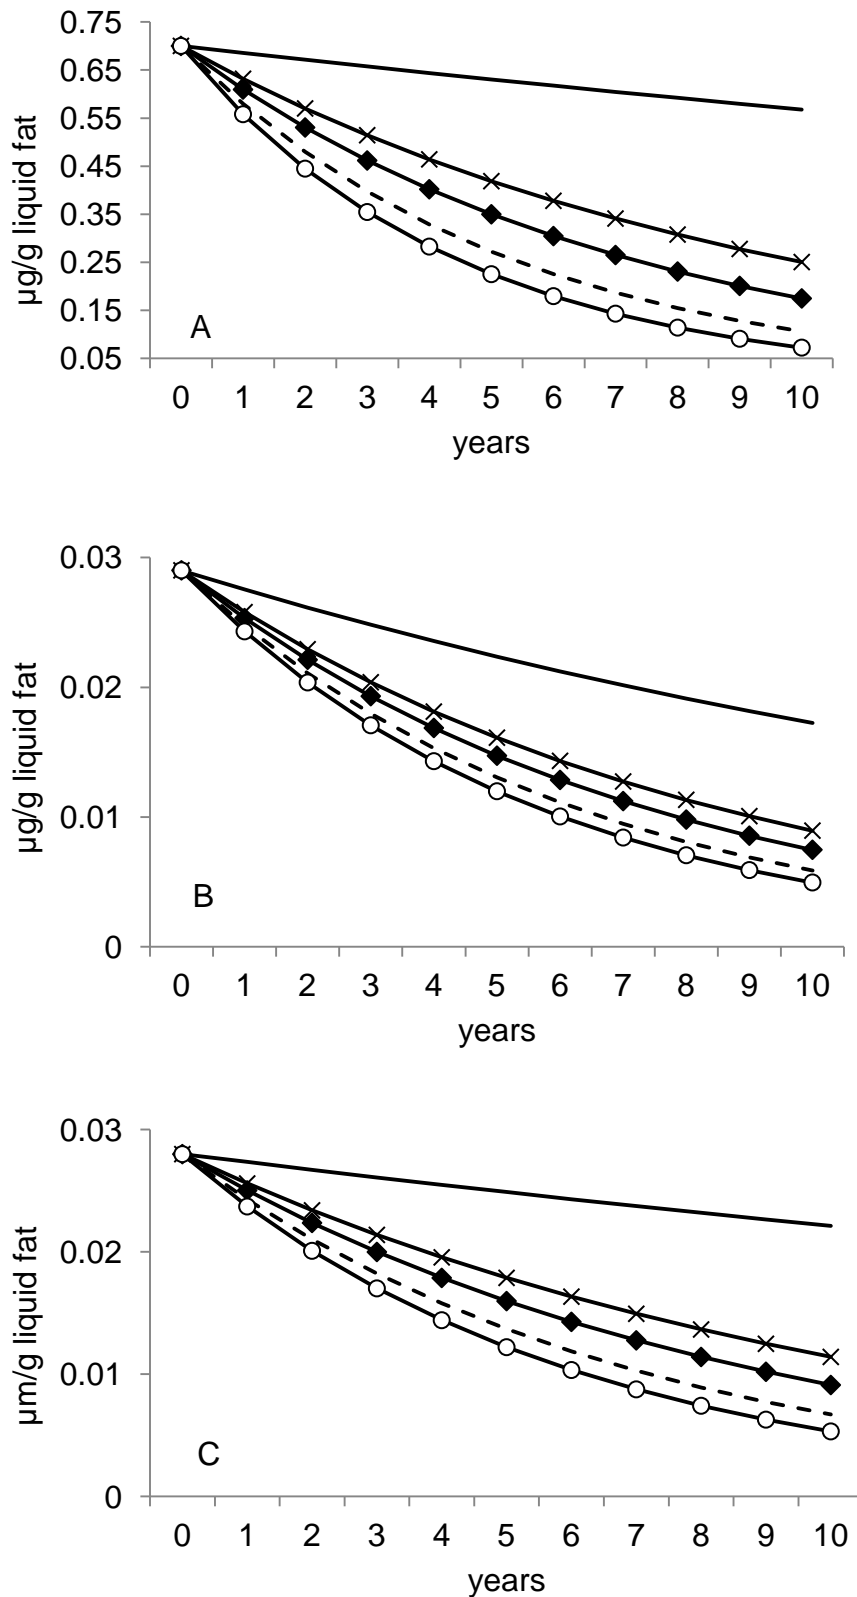 0.75
0.65
0.55
0.45
0.35
0.25
0.15
0.05
µg/g liquid fat
A
0 1 2 3 4 5 6 7 8 9 10
years
0.03
0.02
0.01
0
µg/g liquid fat
B
0 1 2 3 4 5 6 7 8 9 10
years
0.03
0.02
0.01
0
µm/g liquid fat
C
0 1 2 3 4 5 6 7 8 9 10
years